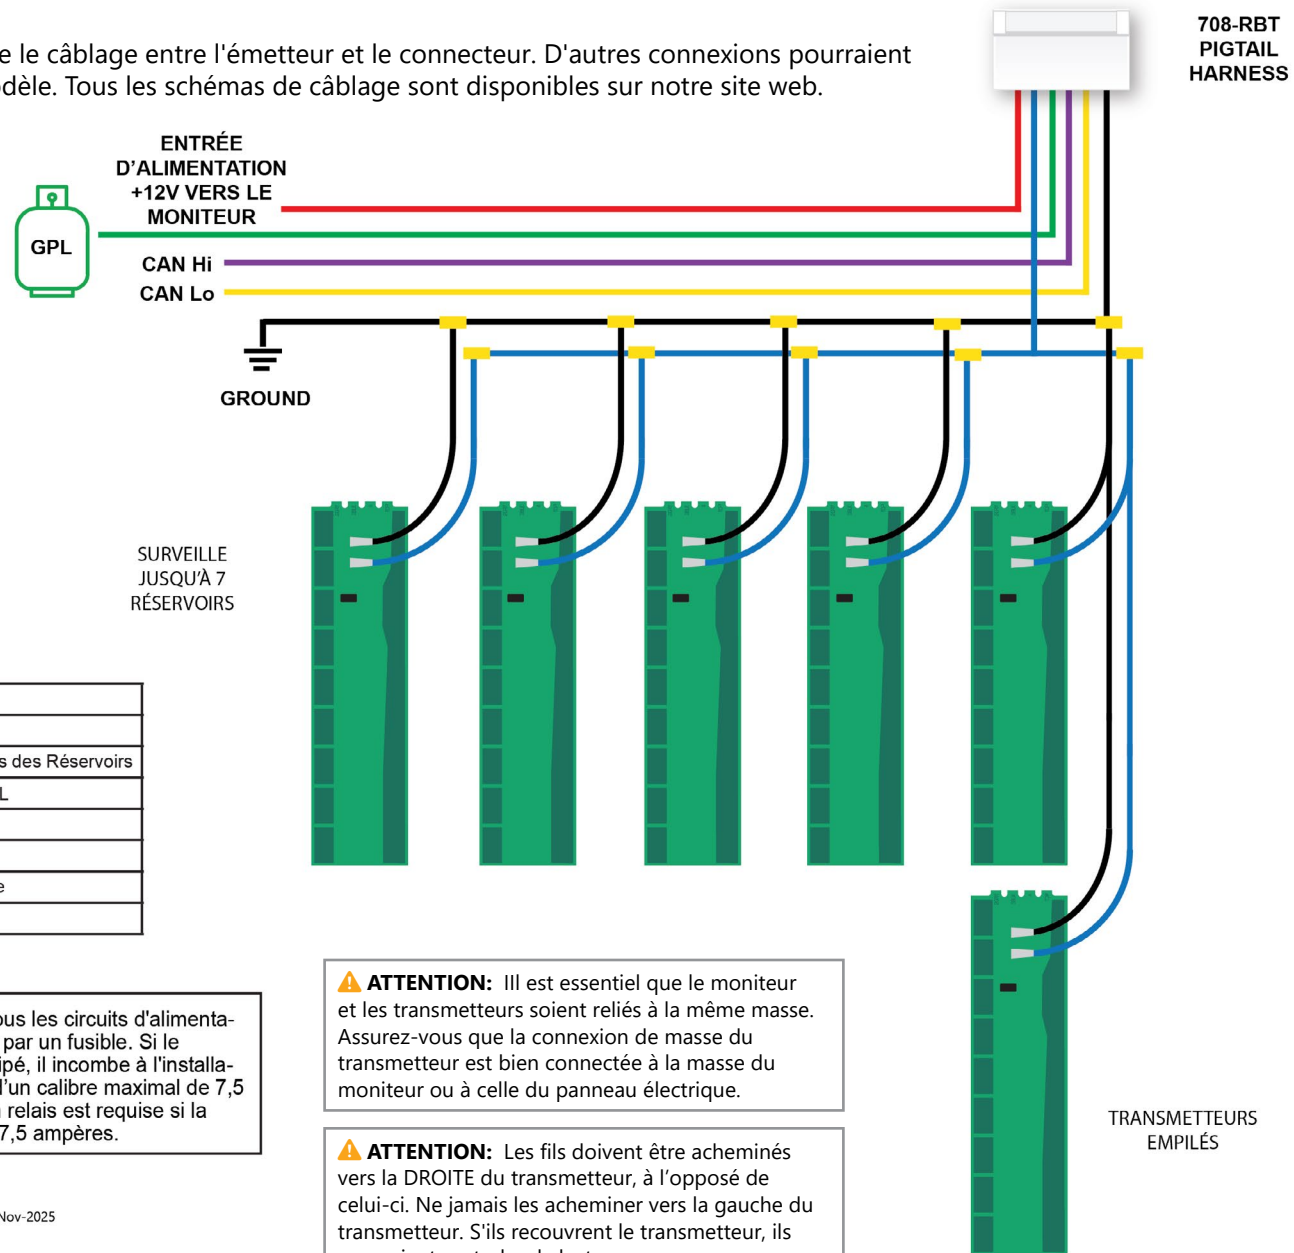 e le câblage entre l'émetteur et le connecteur. D'autres connexions pourraient
dèle. Tous les schémas de câblage sont disponibles sur notre site web.
708-RBT
PIGTAIL
HARNESS
ENTRÉE
D'ALIMENTATION
+12V VERS LE
MONITEUR
GPL
CAN Hi
CAN Lo
GROUND
SURVEILLE
JUSQU'À 7
RÉSERVOIRS
s des Réservoirs
L
e
ous les circuits d'alimenta-
par un fusible. Si le
ipé, il incombe à l'installa-
d'un calibre maximal de 7,5
n relais est requise si la
7,5 ampères.
Nov-2025
ATTENTION: Ill est essentiel que le moniteur
et les transmetteurs soient reliés à la même masse.
Assurez-vous que la connexion de masse du
transmetteur est bien connectée à la masse du
moniteur ou à celle du panneau électrique.
ATTENTION: Les fils doivent être acheminés
vers la DROITE du transmetteur, à l'opposé de
celui-ci. Ne jamais les acheminer vers la gauche du
transmetteur. S'ils recouvrent le transmetteur, ils
TRANSMETTEURS
EMPILÉS